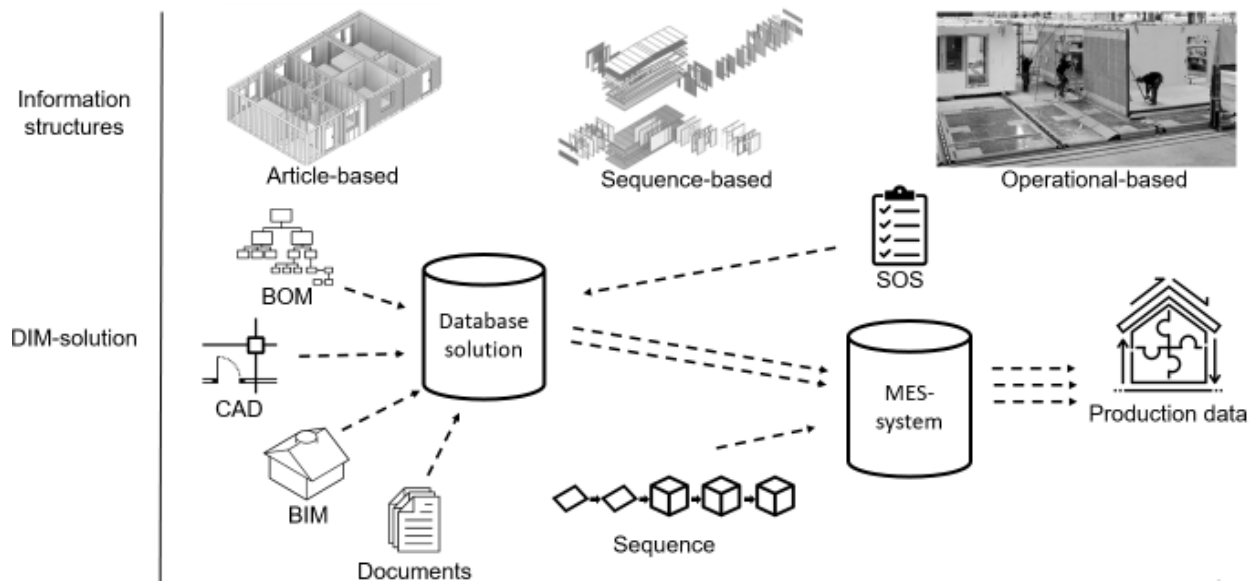 Information
structures
Article-based
Sequence-based
Operational-based
DIM-solution
BOM
CAD
BIM
Documents
Database
solution
SOS
Sequence
MES-
system
Production data